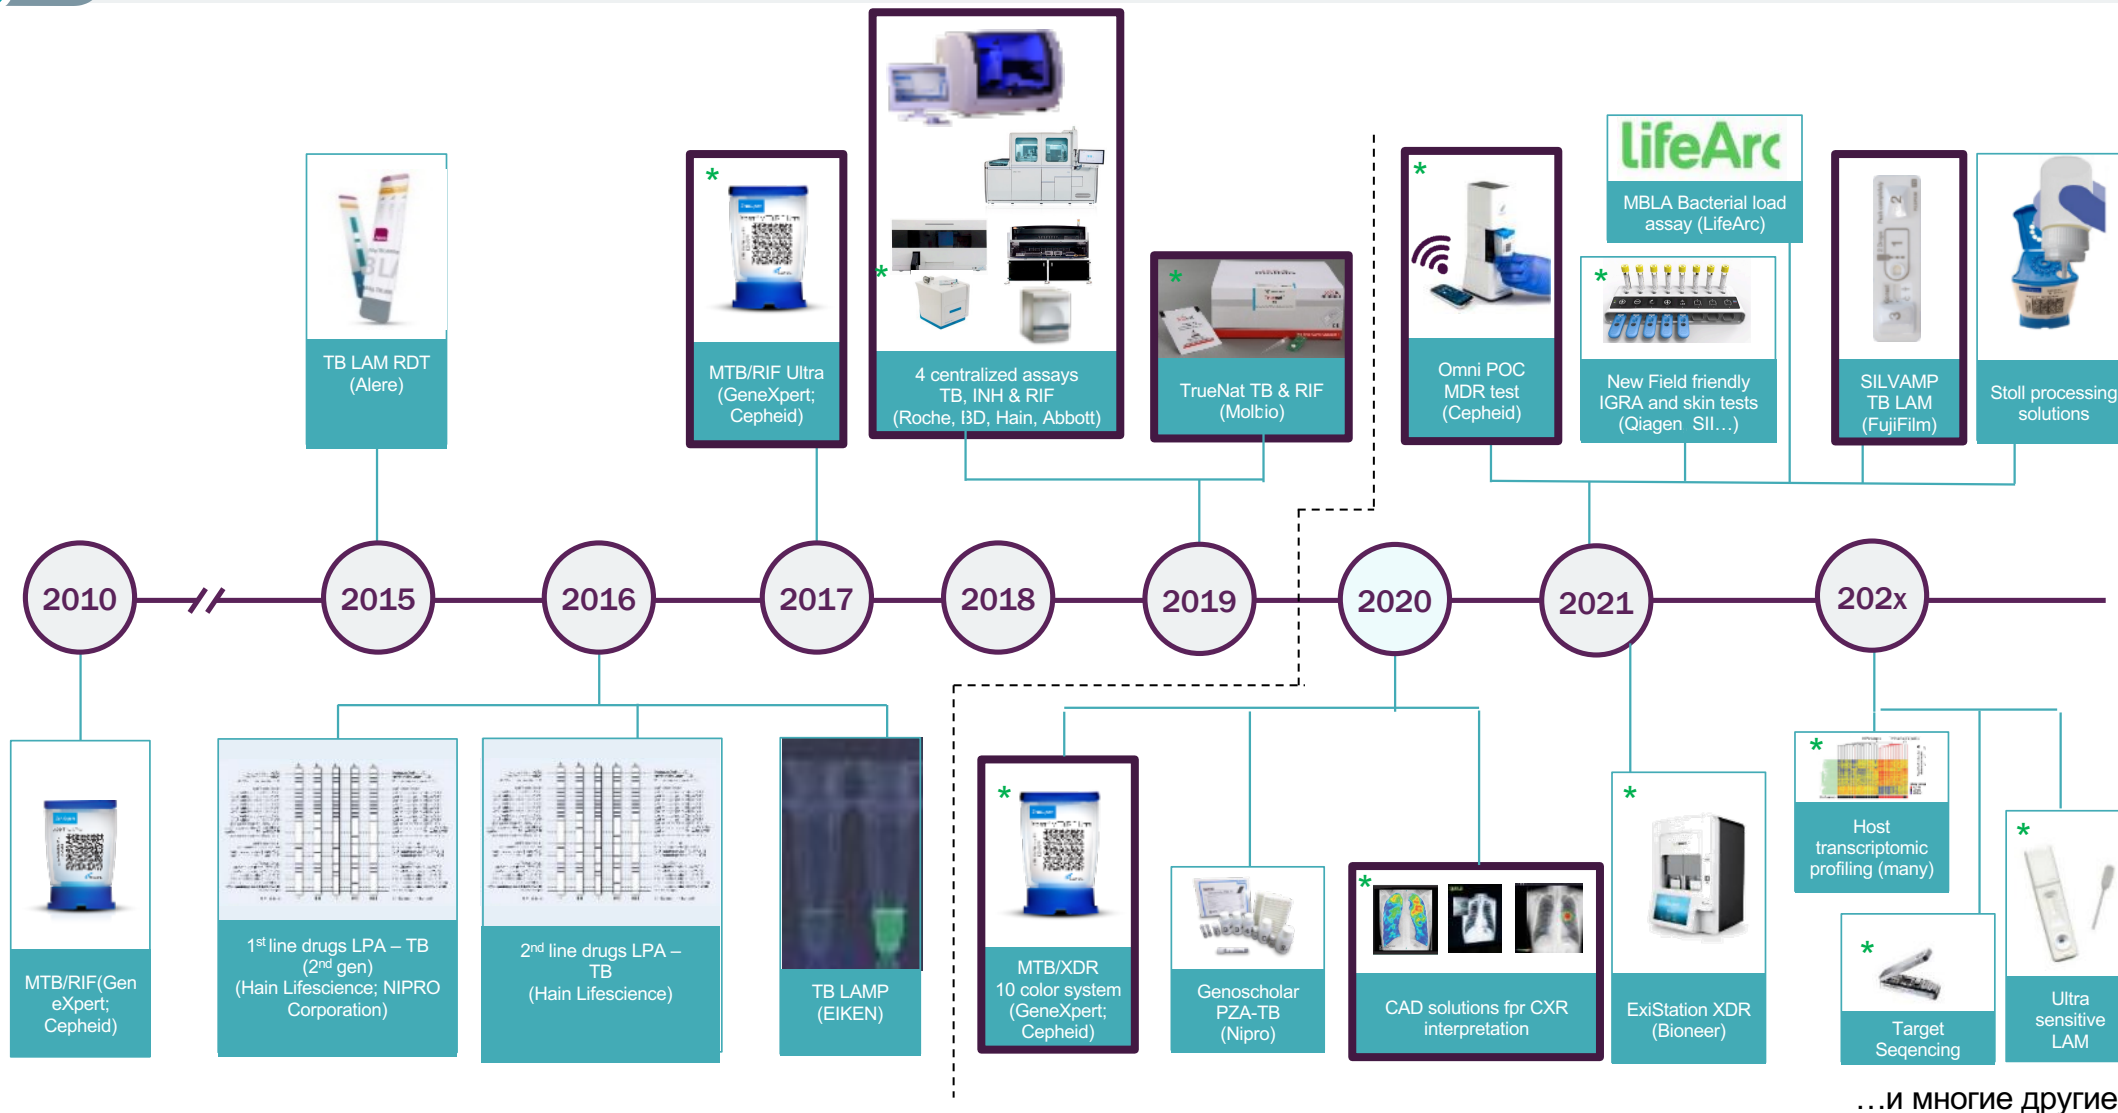 lifeArc
MBLA Bacterial load
assay (LifeArc)
TB LAM RDT
(Alere)
MTB/RIF Ultra
(GeneXpert;
Cepheid)
4 centralized assays
TB, INH & RIF
(Roche, BD, Hain, Abbott)
TrueNat TB & RIF
(Molbio)
Omni POC
MDR test
(Cepheid)
New Field friendly
IGRA and skin tests
(Qiagen SII...)
SILVAMP
TB LAM
(FujiFilm)
Stoll processing
solutions
2010
2015
2016
2017
2018
2019
2020
2021
202x
MTB/RIF(Gen
eXpert;
Cepheid)
1st line drugs LPA – TB
(2nd gen)
(Hain Lifescience; NIPRO
Corporation)
2nd line drugs LPA –
TB
(Hain Lifescience)
TB LAMP
(EIKEN)
MTB/XDR
10 color system
(GeneXpert;
Cepheid)
Genoscholar
PZA-TB
(Nipro)
CAD solutions fpr CXR
interpretation
ExiStation XDR
(Bioneer)
Host
transcriptomic
profiling (many)
Target
Seqencing
Ultra
sensitive
LAM
...и многие другие